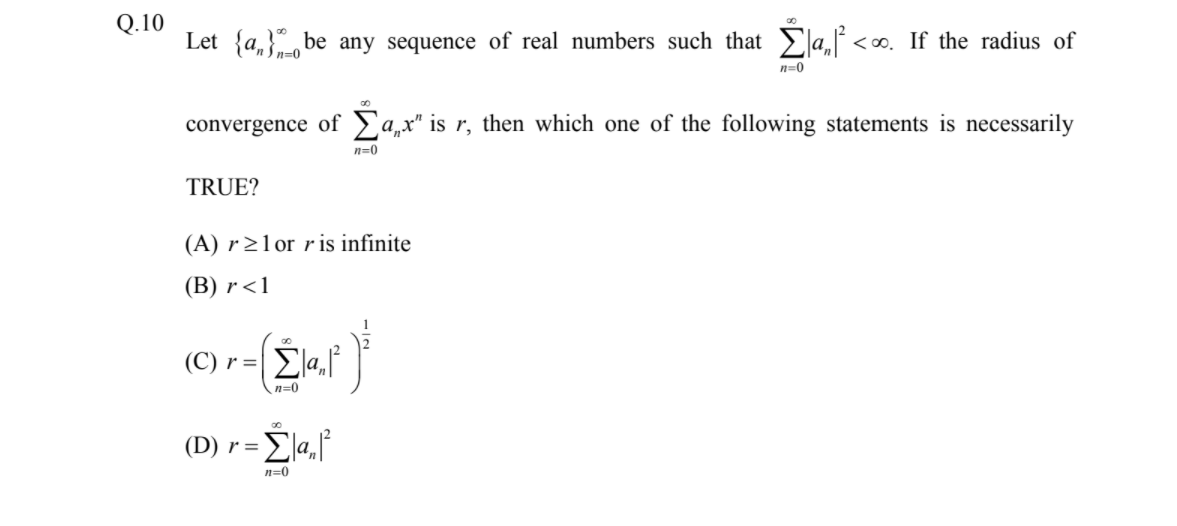 Q.10
Let $\{a_n\}_{n=0}^{\infty}$ be any sequence of real numbers such that $\sum_{n=0}^{\infty}|a_n|^2 < \infty$. If the radius of
convergence of $\sum_{n=0}^{\infty} a_n x^n$ is r, then which one of the following statements is necessarily
TRUE?
(A) $r \geq 1$ or r is infinite
(B) $r < 1$
(C) $r = \left(\sum_{n=0}^{\infty}|a_n|^2\right)^{\frac{1}{2}}$
(D) $r = \sum_{n=0}^{\infty}|a_n|^2$